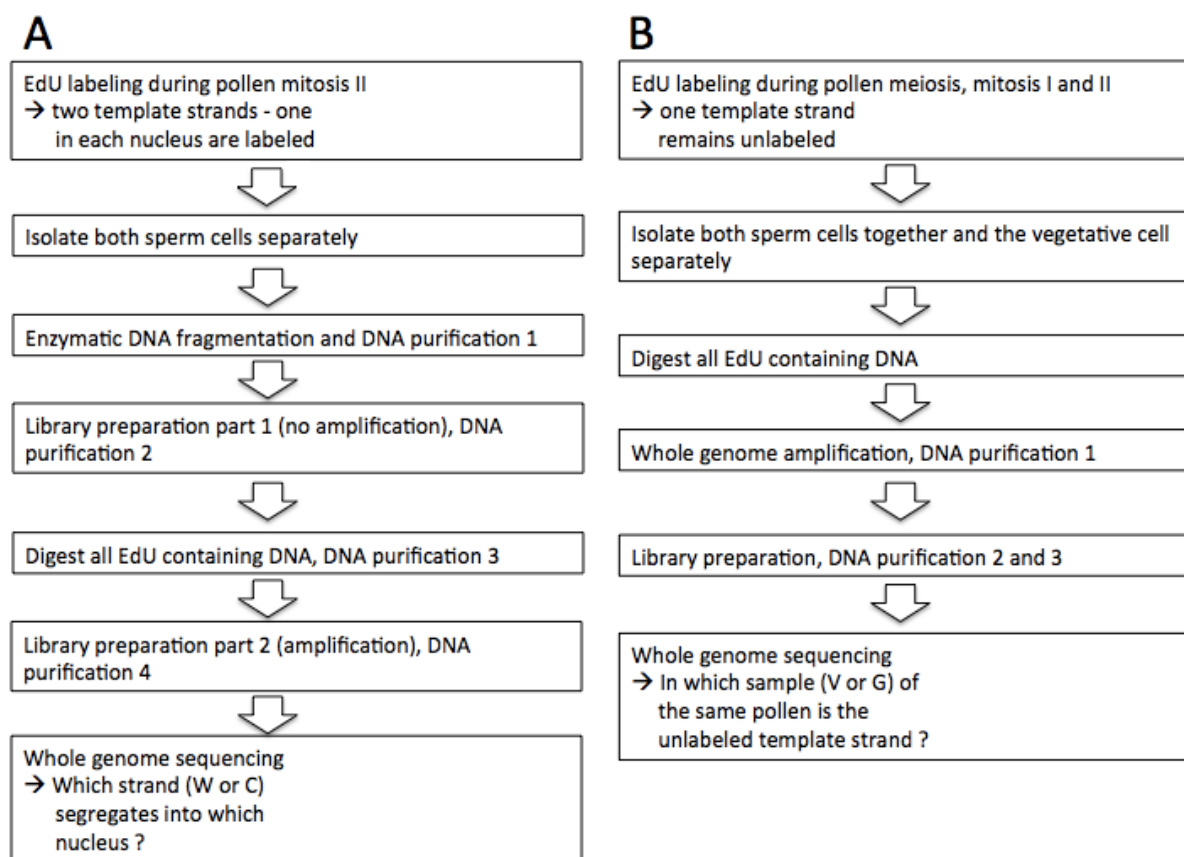 A
EdU labeling during pollen mitosis II
→ two template strands - one
in each nucleus are labeled
Isolate both sperm cells separately
Enzymatic DNA fragmentation and DNA purification 1
Library preparation part 1 (no amplification), DNA
purification 2
Digest all EdU containing DNA, DNA purification 3
Library preparation part 2 (amplification), DNA
purification 4
Whole genome sequencing
→ Which strand (W or C)
segregates into which
nucleus ?
B
EdU labeling during pollen meiosis, mitosis I and II
→ one template strand
remains unlabeled
Isolate both sperm cells together and the vegetative cell
separately
Digest all EdU containing DNA
Whole genome amplification, DNA purification 1
Library preparation, DNA purification 2 and 3
Whole genome sequencing
→ In which sample (V or G) of
the same pollen is the
unlabeled template strand ?